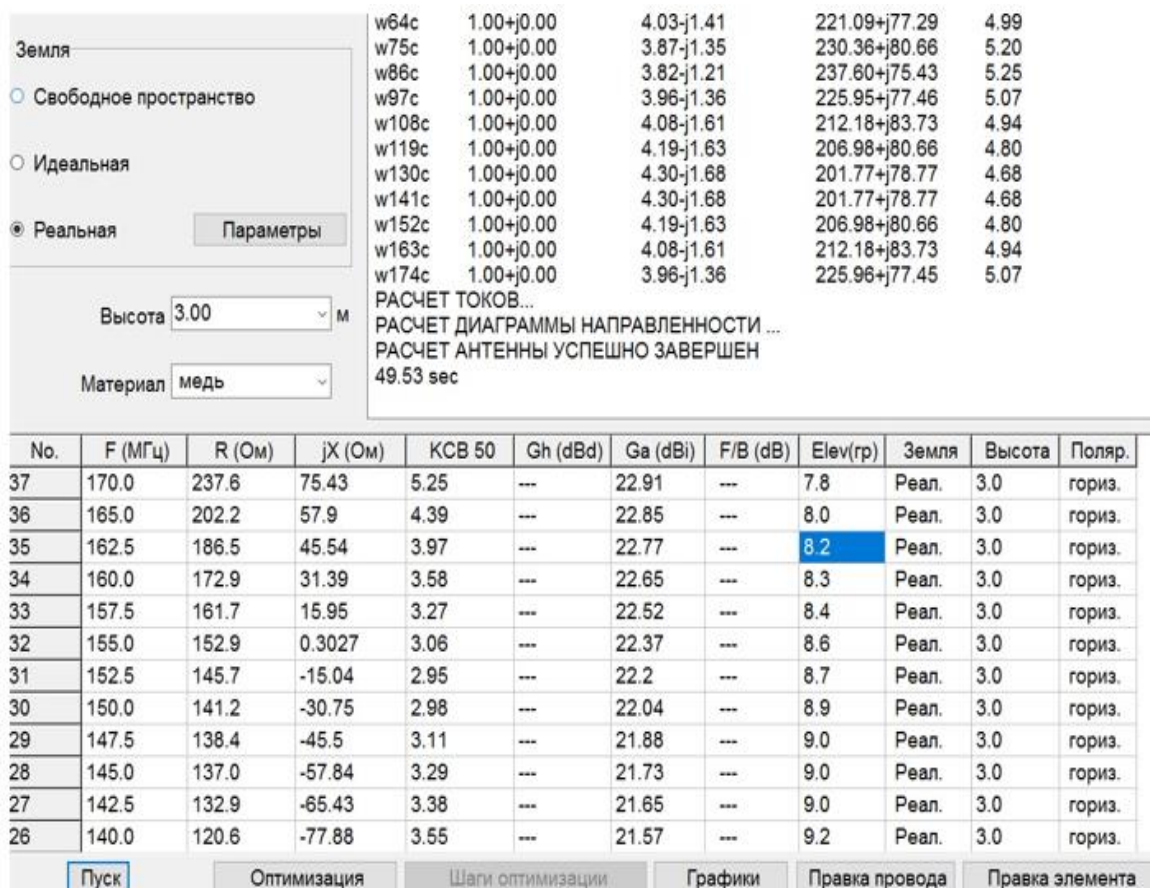 Земля
Свободное пространство
Идеальная
Реальная Параметры
Высота 3.00 м
Материал медь
w64c 1.00+j0.00 4.03-j1.41 221.09+j77.29 4.99
w75c 1.00+j0.00 3.87-j1.35 230.36+j80.66 5.20
w86c 1.00+j0.00 3.82-j1.21 237.60+j75.43 5.25
w97c 1.00+j0.00 3.96-j1.36 225.95+j77.46 5.07
w108c 1.00+j0.00 4.08-j1.61 212.18+j83.73 4.94
w119c 1.00+j0.00 4.19-j1.63 206.98+j80.66 4.80
w130c 1.00+j0.00 4.30-j1.68 201.77+j78.77 4.68
w141c 1.00+j0.00 4.30-j1.68 201.77+j78.77 4.68
w152c 1.00+j0.00 4.19-j1.63 206.98+j80.66 4.80
w163c 1.00+j0.00 4.08-j1.61 212.18+j83.73 4.94
w174c 1.00+j0.00 3.96-j1.36 225.96+j77.45 5.07
РАСЧЕТ ТОКОВ...
РАСЧЕТ ДИАГРАММЫ НАПРАВЛЕННОСТИ ...
РАСЧЕТ АНТЕННЫ УСПЕШНО ЗАВЕРШЕН
49.53 sec
No. F (МГц) R (Ом) jX (Ом) КСВ 50 Gh (dBd) Ga (dBi) F/B (dB) Elev(гр) Земля Высота Поляр.
37 170.0 237.6 75.43 5.25 --- 22.91 --- 7.8 Реал. 3.0 гориз.
36 165.0 202.2 57.9 4.39 --- 22.85 --- 8.0 Реал. 3.0 гориз.
35 162.5 186.5 45.54 3.97 --- 22.77 --- 8.2 Реал. 3.0 гориз.
34 160.0 172.9 31.39 3.58 --- 22.65 --- 8.3 Реал. 3.0 гориз.
33 157.5 161.7 15.95 3.27 --- 22.52 --- 8.4 Реал. 3.0 гориз.
32 155.0 152.9 0.3027 3.06 --- 22.37 --- 8.6 Реал. 3.0 гориз.
31 152.5 145.7 -15.04 2.95 --- 22.2 --- 8.7 Реал. 3.0 гориз.
30 150.0 141.2 -30.75 2.98 --- 22.04 --- 8.9 Реал. 3.0 гориз.
29 147.5 138.4 -45.5 3.11 --- 21.88 --- 9.0 Реал. 3.0 гориз.
28 145.0 137.0 -57.84 3.29 --- 21.73 --- 9.0 Реал. 3.0 гориз.
27 142.5 132.9 -65.43 3.38 --- 21.65 --- 9.0 Реал. 3.0 гориз.
26 140.0 120.6 -77.88 3.55 --- 21.57 --- 9.2 Реал. 3.0 гориз.
Пуск Оптимизация Шаги оптимизации Графики Правка провода Правка элемента